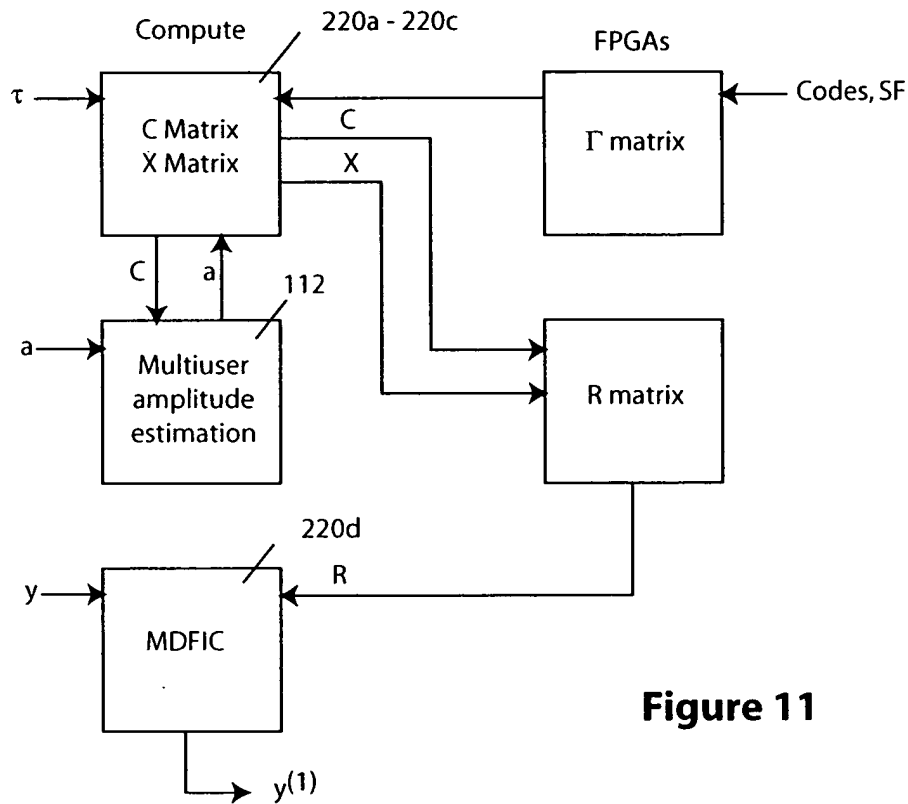 Compute
220a - 220c
FPGAs
τ
C Matrix
X Matrix
Γ matrix
Codes, SF
C
X
C
a
112
a
Multiuser
amplitude
estimation
R matrix
220d
R
y
MDFIC
y(1)
Figure 11